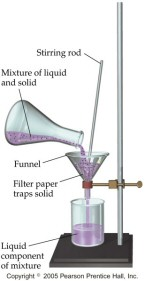 Stirring rod
Mixture of liquid
and solid
Funnel
Filter paper
traps solid
Liquid
component
of mixture
Copyright © 2005 Pearson Prentice Hall, Inc.